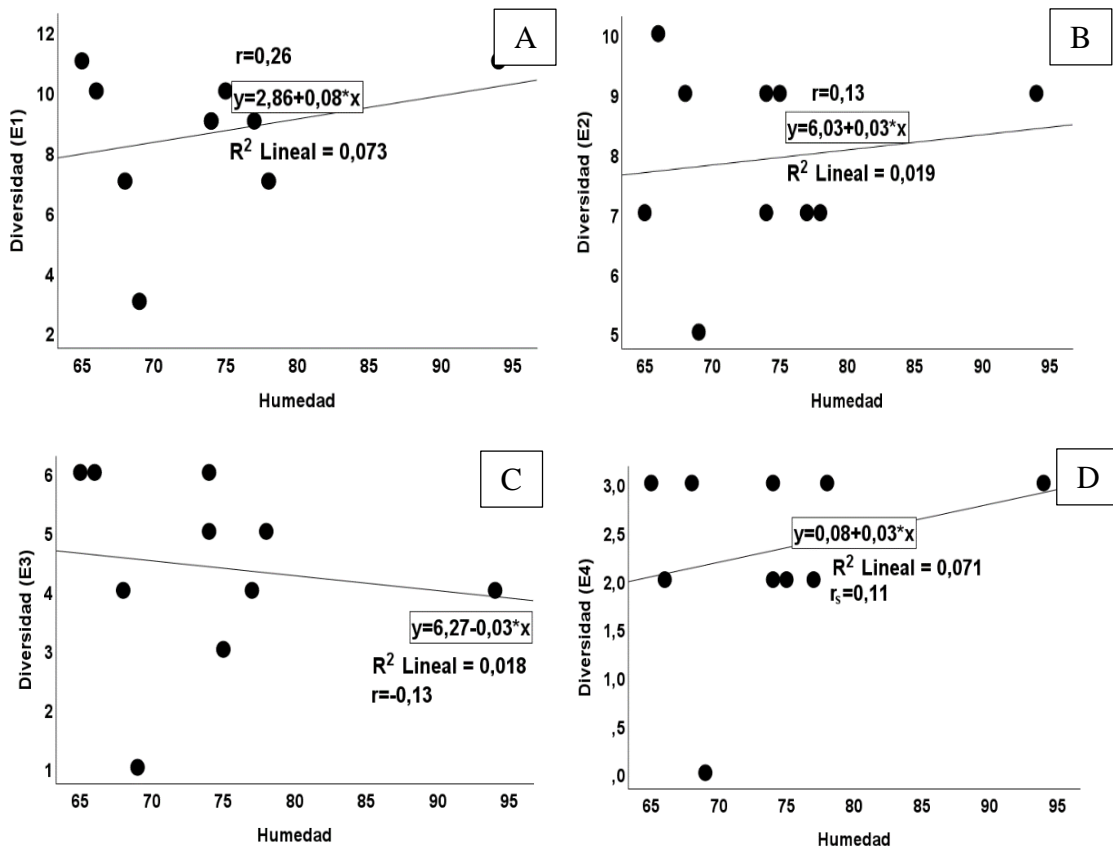 A
12
10
8
6
4
2
Diversidad (E1)
r=0,26
y=2,86+0,08*x
R² Lineal = 0,073
65 70 75 80 85 90 95
Humedad
B
10
9
8
7
6
5
Diversidad (E2)
r=0,13
y=6,03+0,03*x
R² Lineal = 0,019
65 70 75 80 85 90 95
Humedad
C
6
5
4
3
2
1
Diversidad (E3)
y=6,27-0,03*x
R² Lineal = 0,018
r=-0,13
65 70 75 80 85 90 95
Humedad
D
3,0
2,5
2,0
1,5
1,0
,5
,0
Diversidad (E4)
y=0,08+0,03*x
R² Lineal = 0,071
rₛ=0,11
65 70 75 80 85 90 95
Humedad